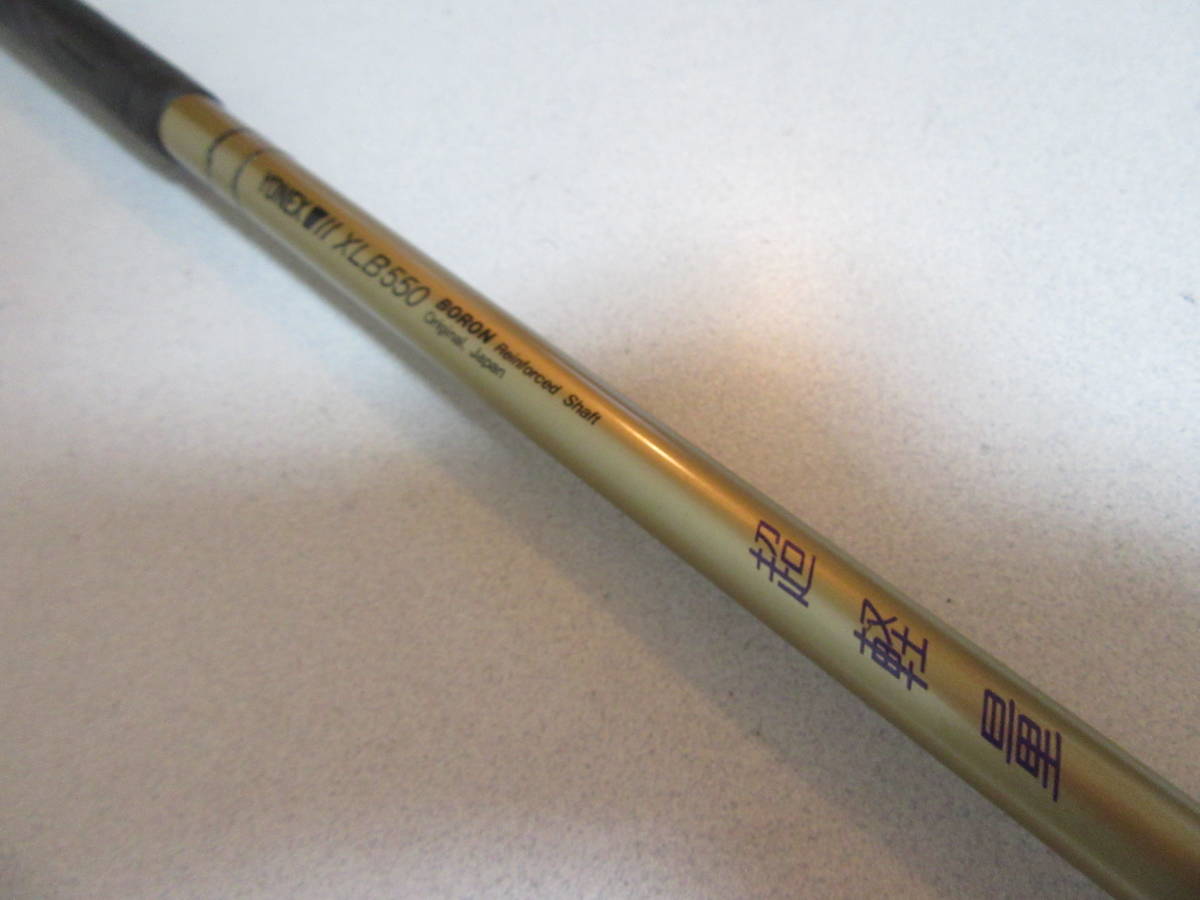 YONEX XLB550 BORON Reinforced Shaft
Original, Japan
超軽量